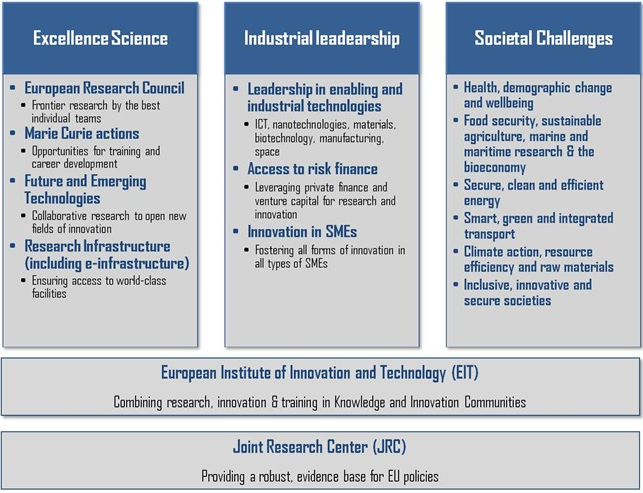 Excellence Science
• European Research Council
▪ Frontier research by the best
individual teams
• Marie Curie actions
▪ Opportunities for training and
career development
• Future and Emerging
Technologies
▪ Collaborative research to open new
fields of innovation
• Research Infrastructure
(including e-infrastructure)
▪ Ensuring access to world-class
facilities
Industrial leadearship
• Leadership in enabling and
industrial technologies
▪ ICT, nanotechnologies, materials,
biotechnology, manufacturing,
space
• Access to risk finance
▪ Leveraging private finance and
venture capital for research and
innovation
• Innovation in SMEs
▪ Fostering all forms of innovation in
all types of SMEs
Societal Challenges
• Health, demographic change
and wellbeing
• Food security, sustainable
agriculture, marine and
maritime research & the
bioeconomy
• Secure, clean and efficient
energy
• Smart, green and integrated
transport
• Climate action, resource
efficiency and raw materials
• Inclusive, innovative and
secure societies
European Institute of Innovation and Technology (EIT)
Combining research, innovation & training in Knowledge and Innovation Communities
Joint Research Center (JRC)
Providing a robust, evidence base for EU policies